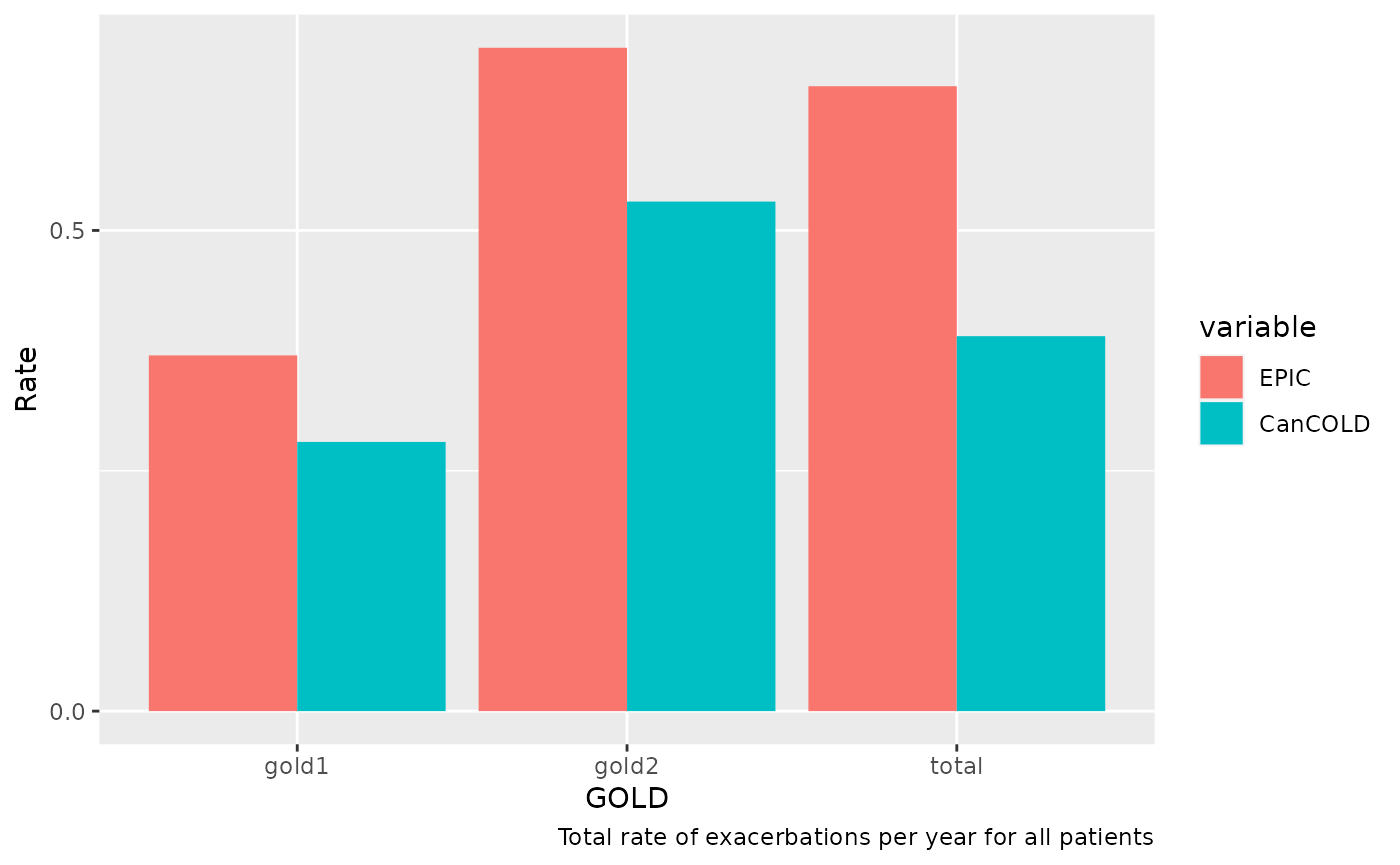 Rate
0.5
0.0
gold1
gold2
total
GOLD
Total rate of exacerbations per year for all patients
variable
EPIC
CanCOLD